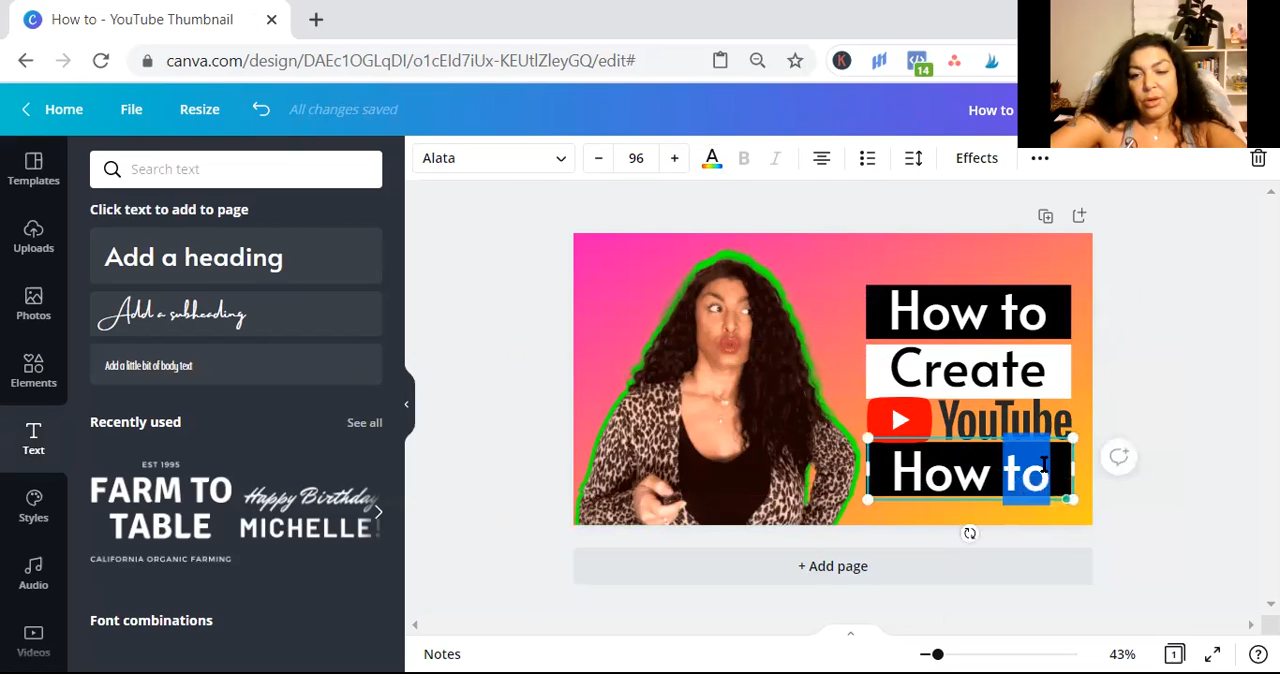 How to - YouTube Thumbnail
canva.com/design/DAEc1OGLqDI/o1cEId7iUx-KEUtlZleyGQ/edit#
14
Home File Resize All changes saved How to
Alata 96 A B I Effects
Templates
Uploads
Photos
Elements
Text
Styles
Audio
Videos
Search text
Click text to add to page
Add a heading
Add a subheading
Add a little bit of body text
Recently used See all
EST 1995
FARM TO
TABLE
CALIFORNIA ORGANIC FARMING
Happy Birthday
MICHELLE!
Font combinations
How to
Create
YouTube
How to
+ Add page
Notes 43% 1